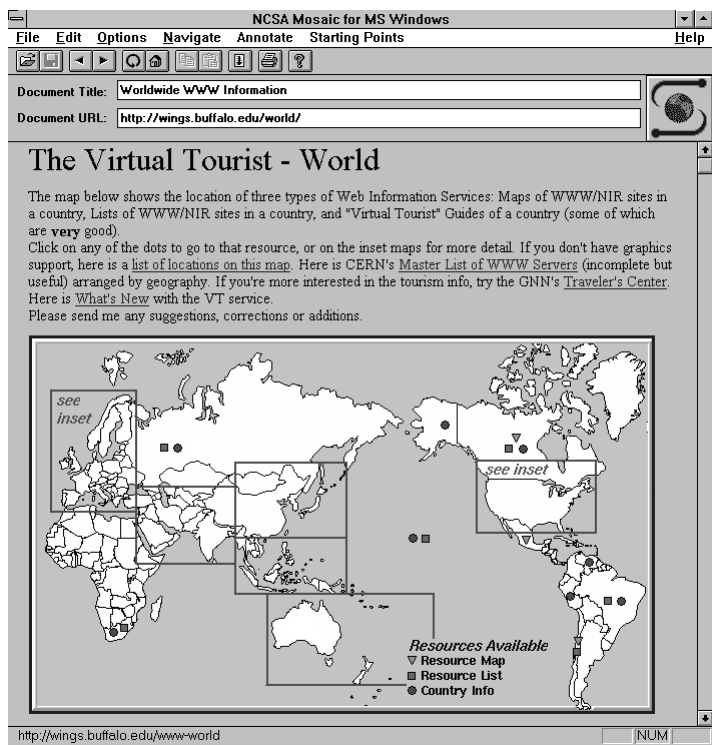 NCSA Mosaic for MS Windows
File Edit Options Navigate Annotate Starting Points Help
Document Title: Worldwide WWW Information
Document URL: http://wings.buffalo.edu/world/
The Virtual Tourist - World
The map below shows the location of three types of Web Information Services: Maps of WWW/NIR sites in
a country, Lists of WWW/NIR sites in a country, and "Virtual Tourist" Guides of a country (some of which
are very good).
Click on any of the dots to go to that resource, or on the inset maps for more detail. If you don't have graphics
support, here is a list of locations on this map. Here is CERN's Master List of WWW Servers (incomplete but
useful) arranged by geography. If you're more interested in the tourism info, try the GNN's Traveler's Center.
Here is What's New with the VT service.
Please send me any suggestions, corrections or additions.
see
inset
see inset
Resources Available
Resource Map
Resource List
Country Info
http://wings.buffalo.edu/www-world NUM